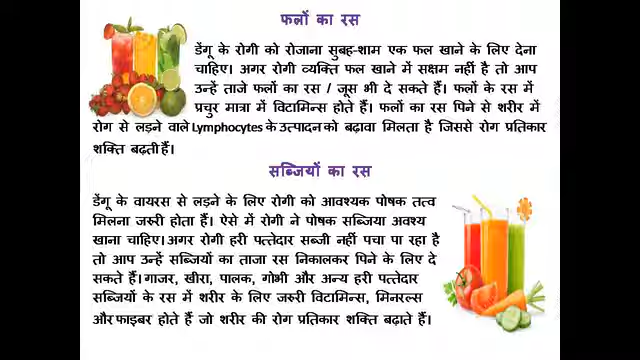 फलों का रस
डेंगू के रोगी को रोजाना सुबह-शाम एक फल खाने के लिए देना
चाहिए। अगर रोगी व्यक्ति फल खाने में सक्षम नहीं है तो आप
उन्हें ताजे फलों का रस / जूस भी दे सकते हैं। फलों के रस में
प्रचुर मात्रा में विटामिन्स होते हैं। फलों का रस पिने से शरीर में
रोग से लड़ने वाले Lymphocytes के उत्पादन को बढ़ावा मिलता है जिससे रोग प्रतिकार
शक्ति बढ़ती हैं।
सब्जियों का रस
डेंगू के वायरस से लड़ने के लिए रोगी को आवश्यक पोषक तत्व
मिलना जरुरी होता हैं। ऐसे में रोगी ने पोषक सब्जिया अवश्य
खाना चाहिए। अगर रोगी हरी पत्तेदार सब्जी नहीं पचा पा रहा है
तो आप उन्हें सब्जियों का ताजा रस निकालकर पिने के लिए दे
सकते हैं। गाजर, खीरा, पालक, गोभी और अन्य हरी पत्तेदार
सब्जियों के रस में शरीर के लिए जरुरी विटामिन्स, मिनरल्स
और फाइबर होते हैं जो शरीर की रोग प्रतिकार शक्ति बढ़ाते हैं।